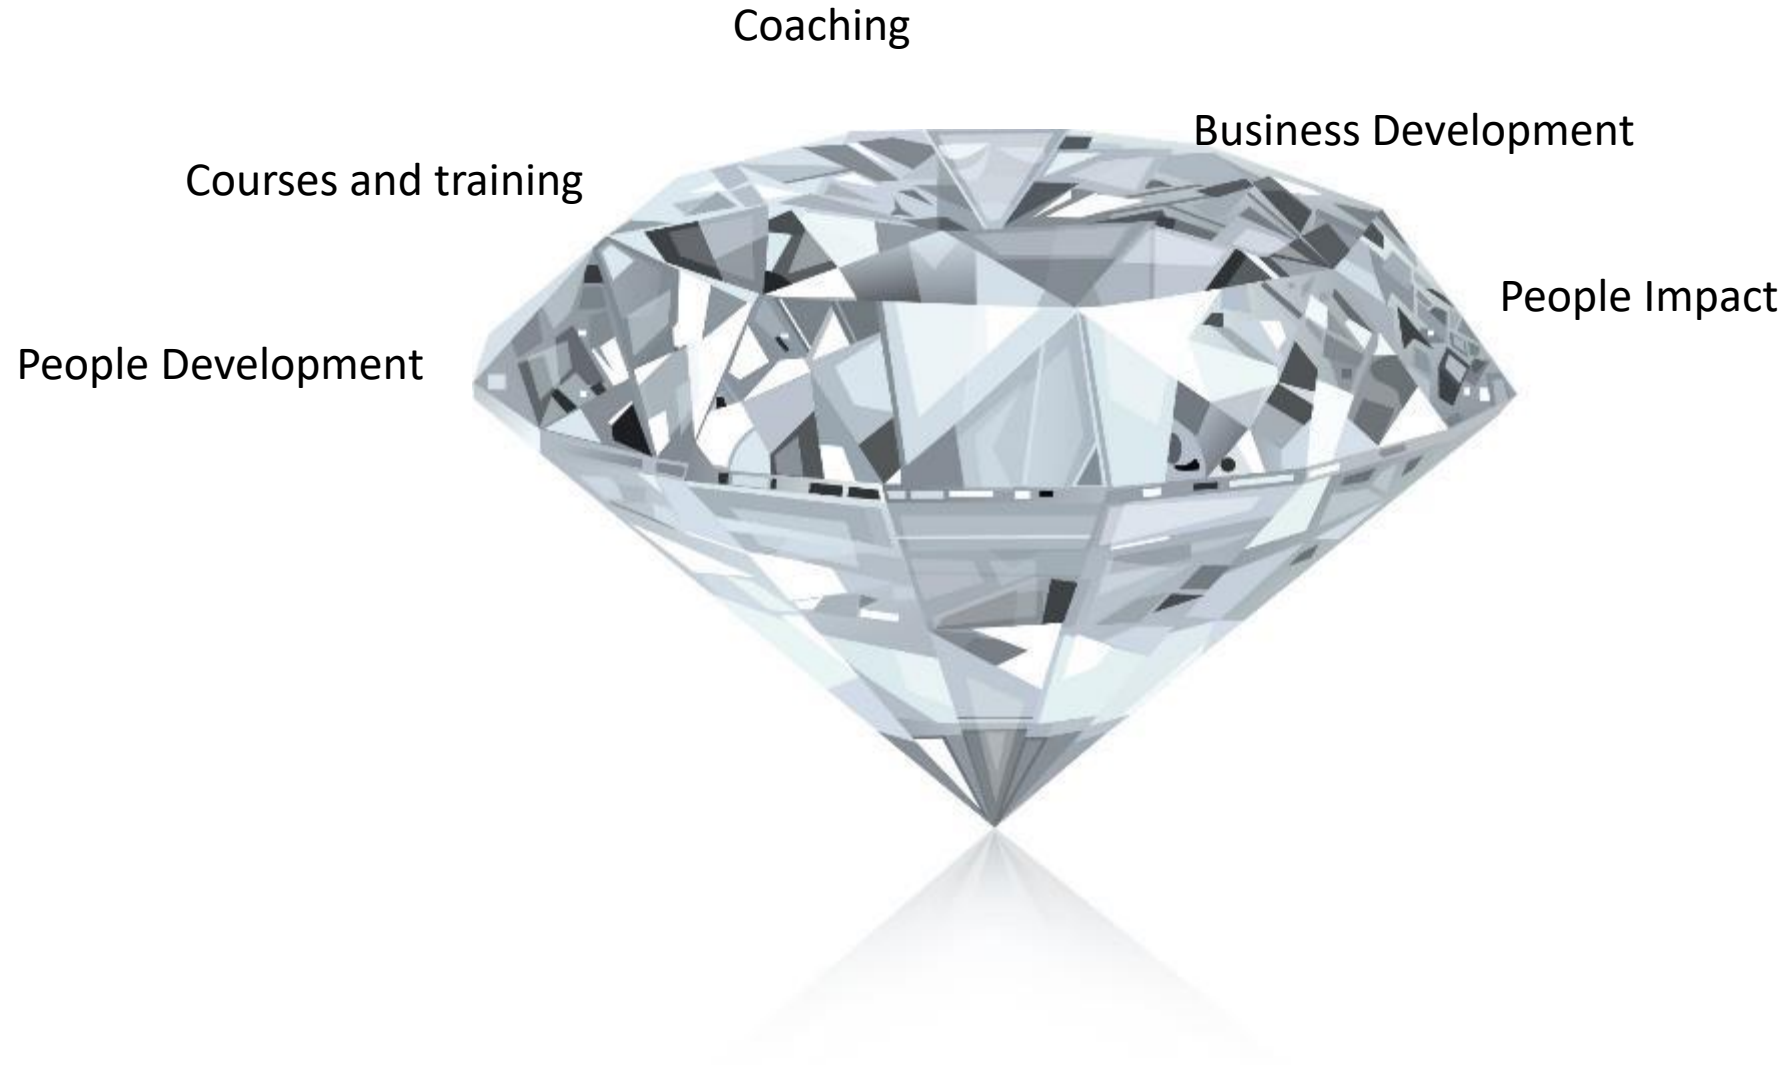 Coaching
Business Development
Courses and training
People Impact
People Development